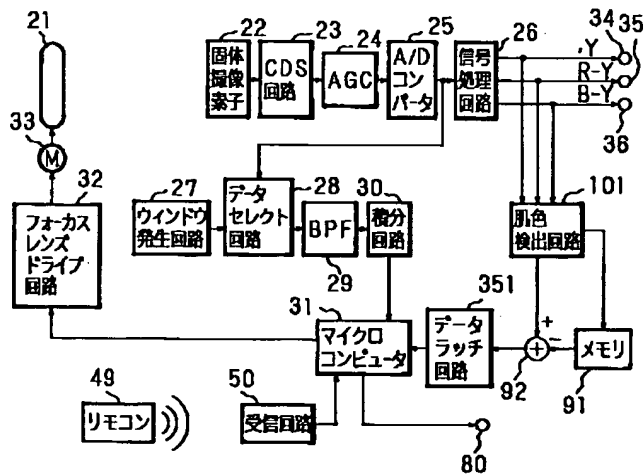 21
22
23
24
25
26
34
35
固体
撮像
素子
CDS
回路
AGC
A/D
コン
バータ
信号
処理
回路
Y
R-Y
B-Y
36
33
M
32
フォーカス
レンズ
ドライブ
回路
27
ウィンドウ
発生回路
データ
セレクト
回路
28
BPF
29
30
積分
回路
101
肌色
検出回路
31
マイクロ
コンピュータ
351
データ
ラッチ
回路
+
−
+
92
メモリ
91
49
リモコン
50
受信回路
80